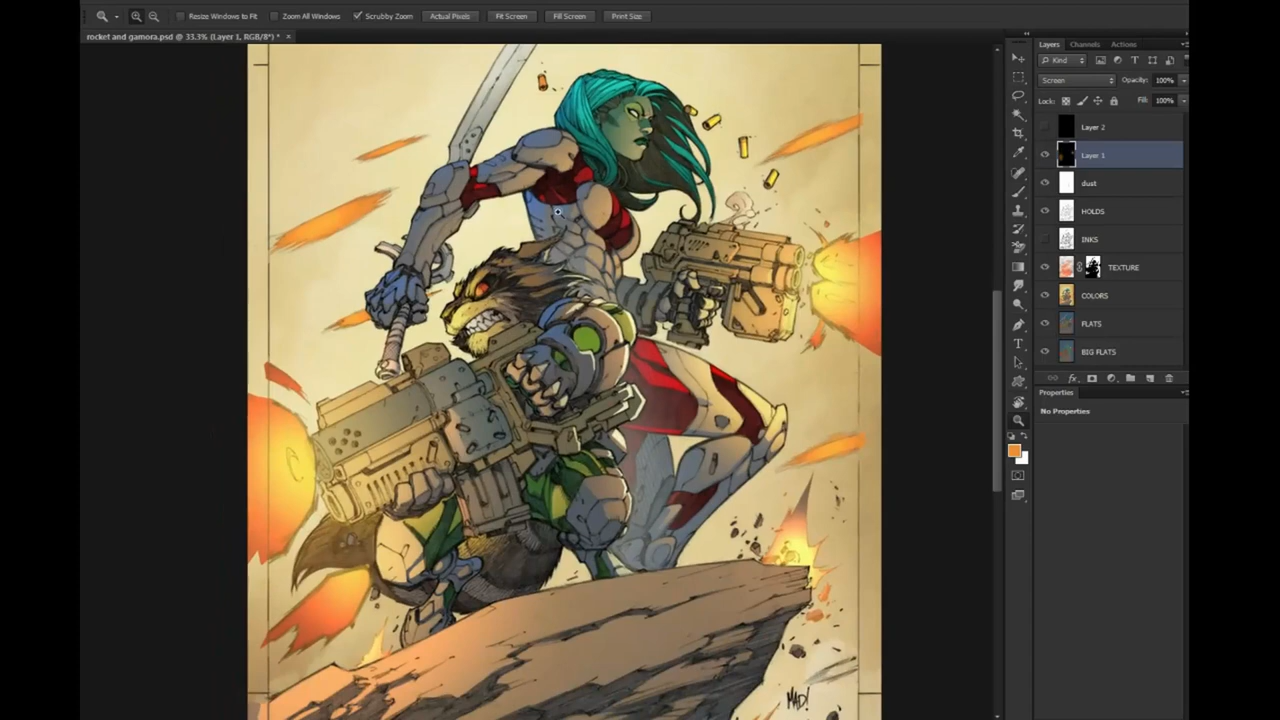 Resize Windows to Fit
Zoom All Windows
Scrubby Zoom
Actual Pixels
Fit Screen
Fill Screen
Print Size
rocket and gamora.psd @ 33.3% (Layer 1, RGB/8*) *
Layers
Channels
Actions
Kind
Screen
Opacity: 100%
Lock:
Fill: 100%
Layer 2
Layer 1
dust
HOLDS
INKS
TEXTURE
COLORS
FLATS
BIG FLATS
Properties
No Properties
MAD!